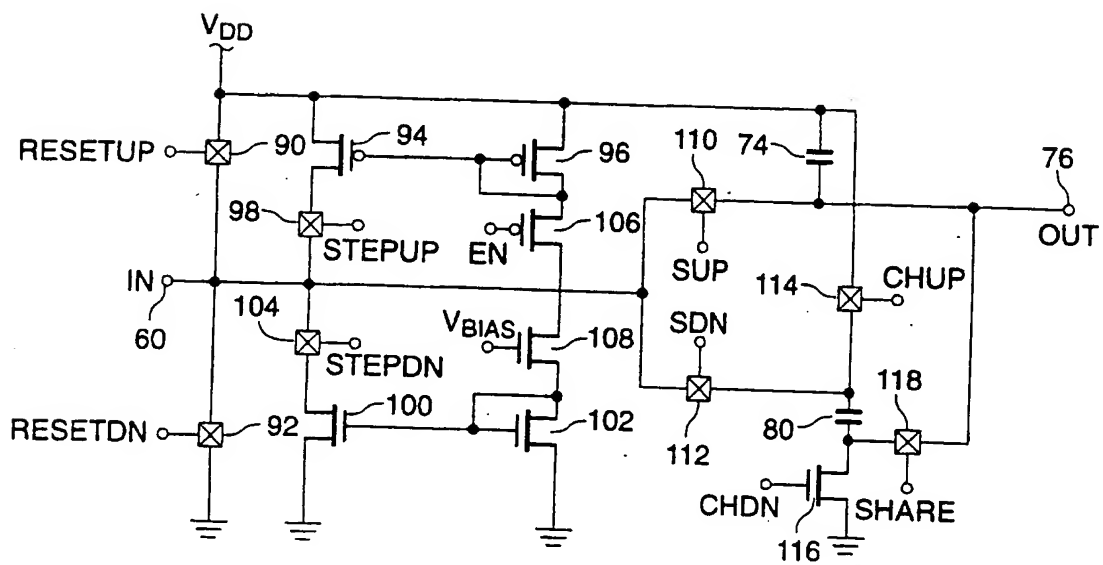 VDD
RESETUP
90
94
96
110
74
76
98
STEPUP
EN
106
SUP
OUT
IN
60
104
STEPDN
VBIAS
108
SDN
114
CHUP
RESETDN
92
100
102
112
80
118
CHDN
116
SHARE